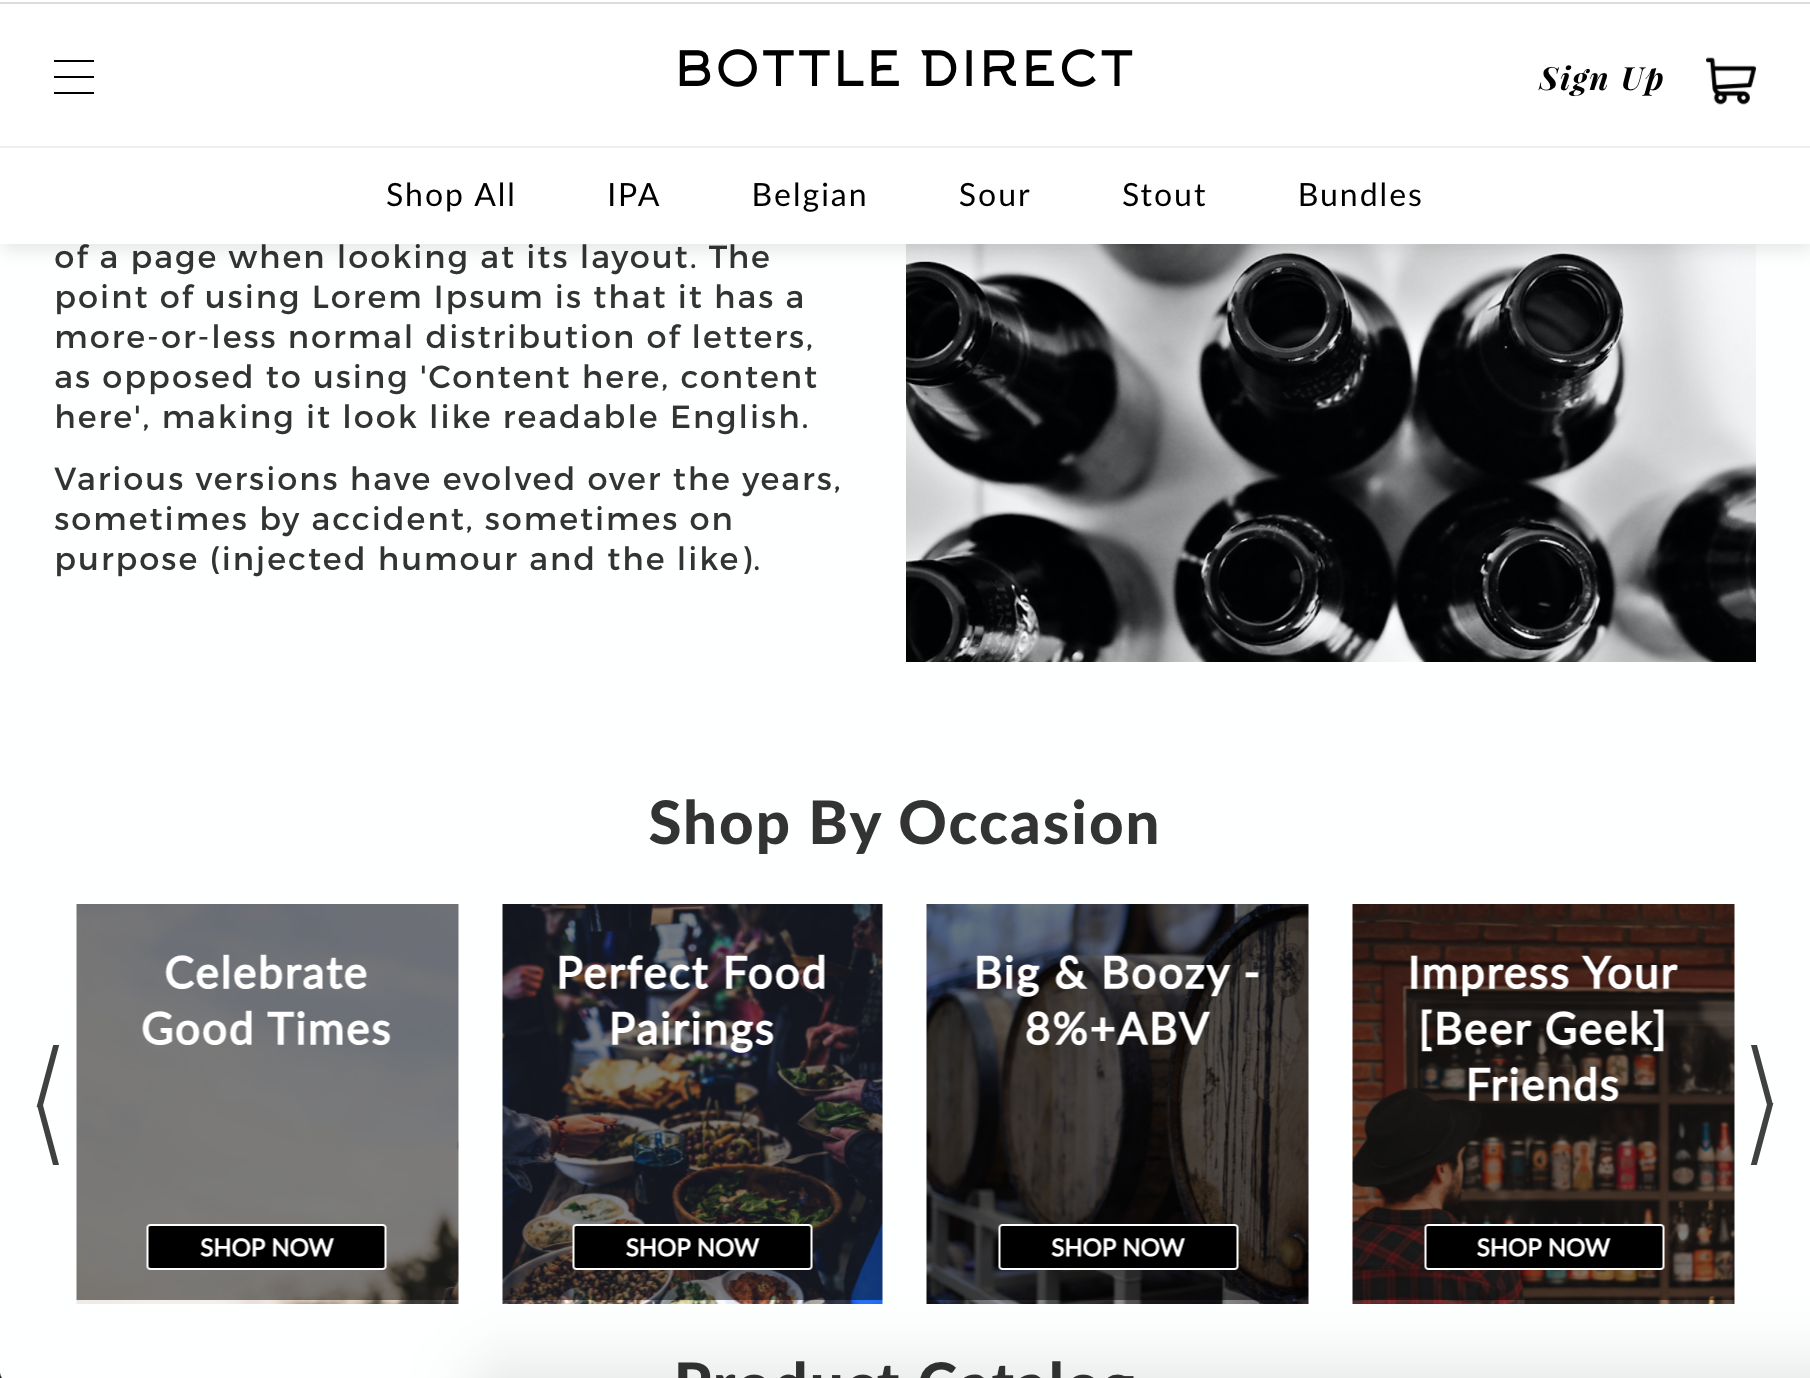 BOTTLE DIRECT
Sign Up
Shop All IPA Belgian Sour Stout Bundles
of a page when looking at its layout. The
point of using Lorem Ipsum is that it has a
more-or-less normal distribution of letters,
as opposed to using 'Content here, content
here', making it look like readable English.
Various versions have evolved over the years,
sometimes by accident, sometimes on
purpose (injected humour and the like).
Shop By Occasion
Celebrate
Good Times
SHOP NOW
Perfect Food
Pairings
SHOP NOW
Big & Boozy -
8%+ABV
SHOP NOW
Impress Your
[Beer Geek]
Friends
SHOP NOW
Product Catalog